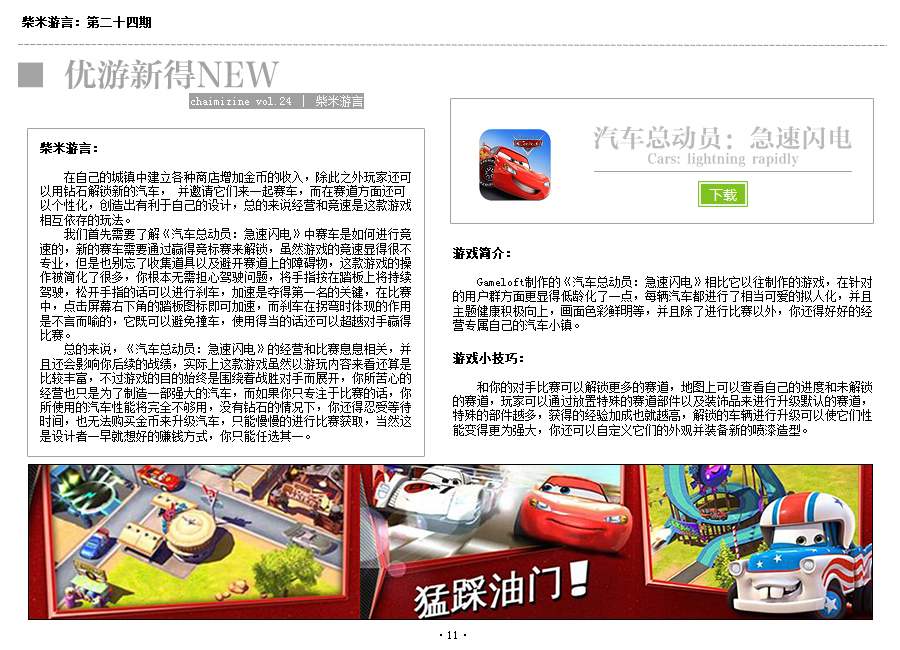 柴米游言：第二十四期
优游新得NEW
chaimizine vol.24 | 柴米游言
柴米游言：
在自己的城镇中建立各种商店增加金币的收入，除此之外玩家还可
以用钻石解锁新的汽车， 并邀请它们来一起赛车，而在赛道方面还可
以个性化，创造出有利于自己的设计，总的来说经营和竞速是这款游戏
相互依存的玩法。
我们首先需要了解《汽车总动员：急速闪电》中赛车是如何进行竞
速的，新的赛车需要通过赢得竞标赛来解锁，虽然游戏的竞速显得很不
专业，但是也别忘了收集道具以及避开赛道上的障碍物，这款游戏的操
作被简化了很多，你根本无需担心驾驶问题，将手指按在踏板上将持续
驾驶，松开手指的话可以进行刹车，加速是夺得第一名的关键，在比赛
中，点击屏幕右下角的踏板图标即可加速，而刹车在拐弯时体现的作用
是不言而喻的，它既可以避免撞车，使用得当的话还可以超越对手赢得
比赛。
总的来说，《汽车总动员：急速闪电》的经营和比赛息息相关，并
且还会影响你后续的战绩，实际上这款游戏虽然以游玩内容来看还算是
比较丰富，不过游戏的目的始终是围绕着战胜对手而展开，你所苦心的
经营也只是为了制造一部强大的汽车，而如果你只专注于比赛的话，你
所使用的汽车性能将完全不够用，没有钻石的情况下，你还得忍受等待
时间，也无法购买金币来升级汽车，只能慢慢的进行比赛获取，当然这
是设计者一早就想好的赚钱方式，你只能任选其一。
Cars
汽车总动员：急速闪电
Cars: lightning rapidly
下载
游戏简介：
Gameloft制作的《汽车总动员：急速闪电》相比它以往制作的游戏，在针对
的用户群方面更显得低龄化了一点，每辆汽车都进行了相当可爱的拟人化，并且
主题健康积极向上，画面色彩鲜明等，并且除了进行比赛以外，你还得好好的经
营专属自己的汽车小镇。
游戏小技巧：
和你的对手比赛可以解锁更多的赛道，地图上可以查看自己的进度和未解锁
的赛道，玩家可以通过放置特殊的赛道部件以及装饰品来进行升级默认的赛道，
特殊的部件越多，获得的经验加成也就越高，解锁的车辆进行升级可以使它们性
能变得更为强大，你还可以自定义它们的外观并装备新的喷漆造型。
猛踩油门！
· 11 ·